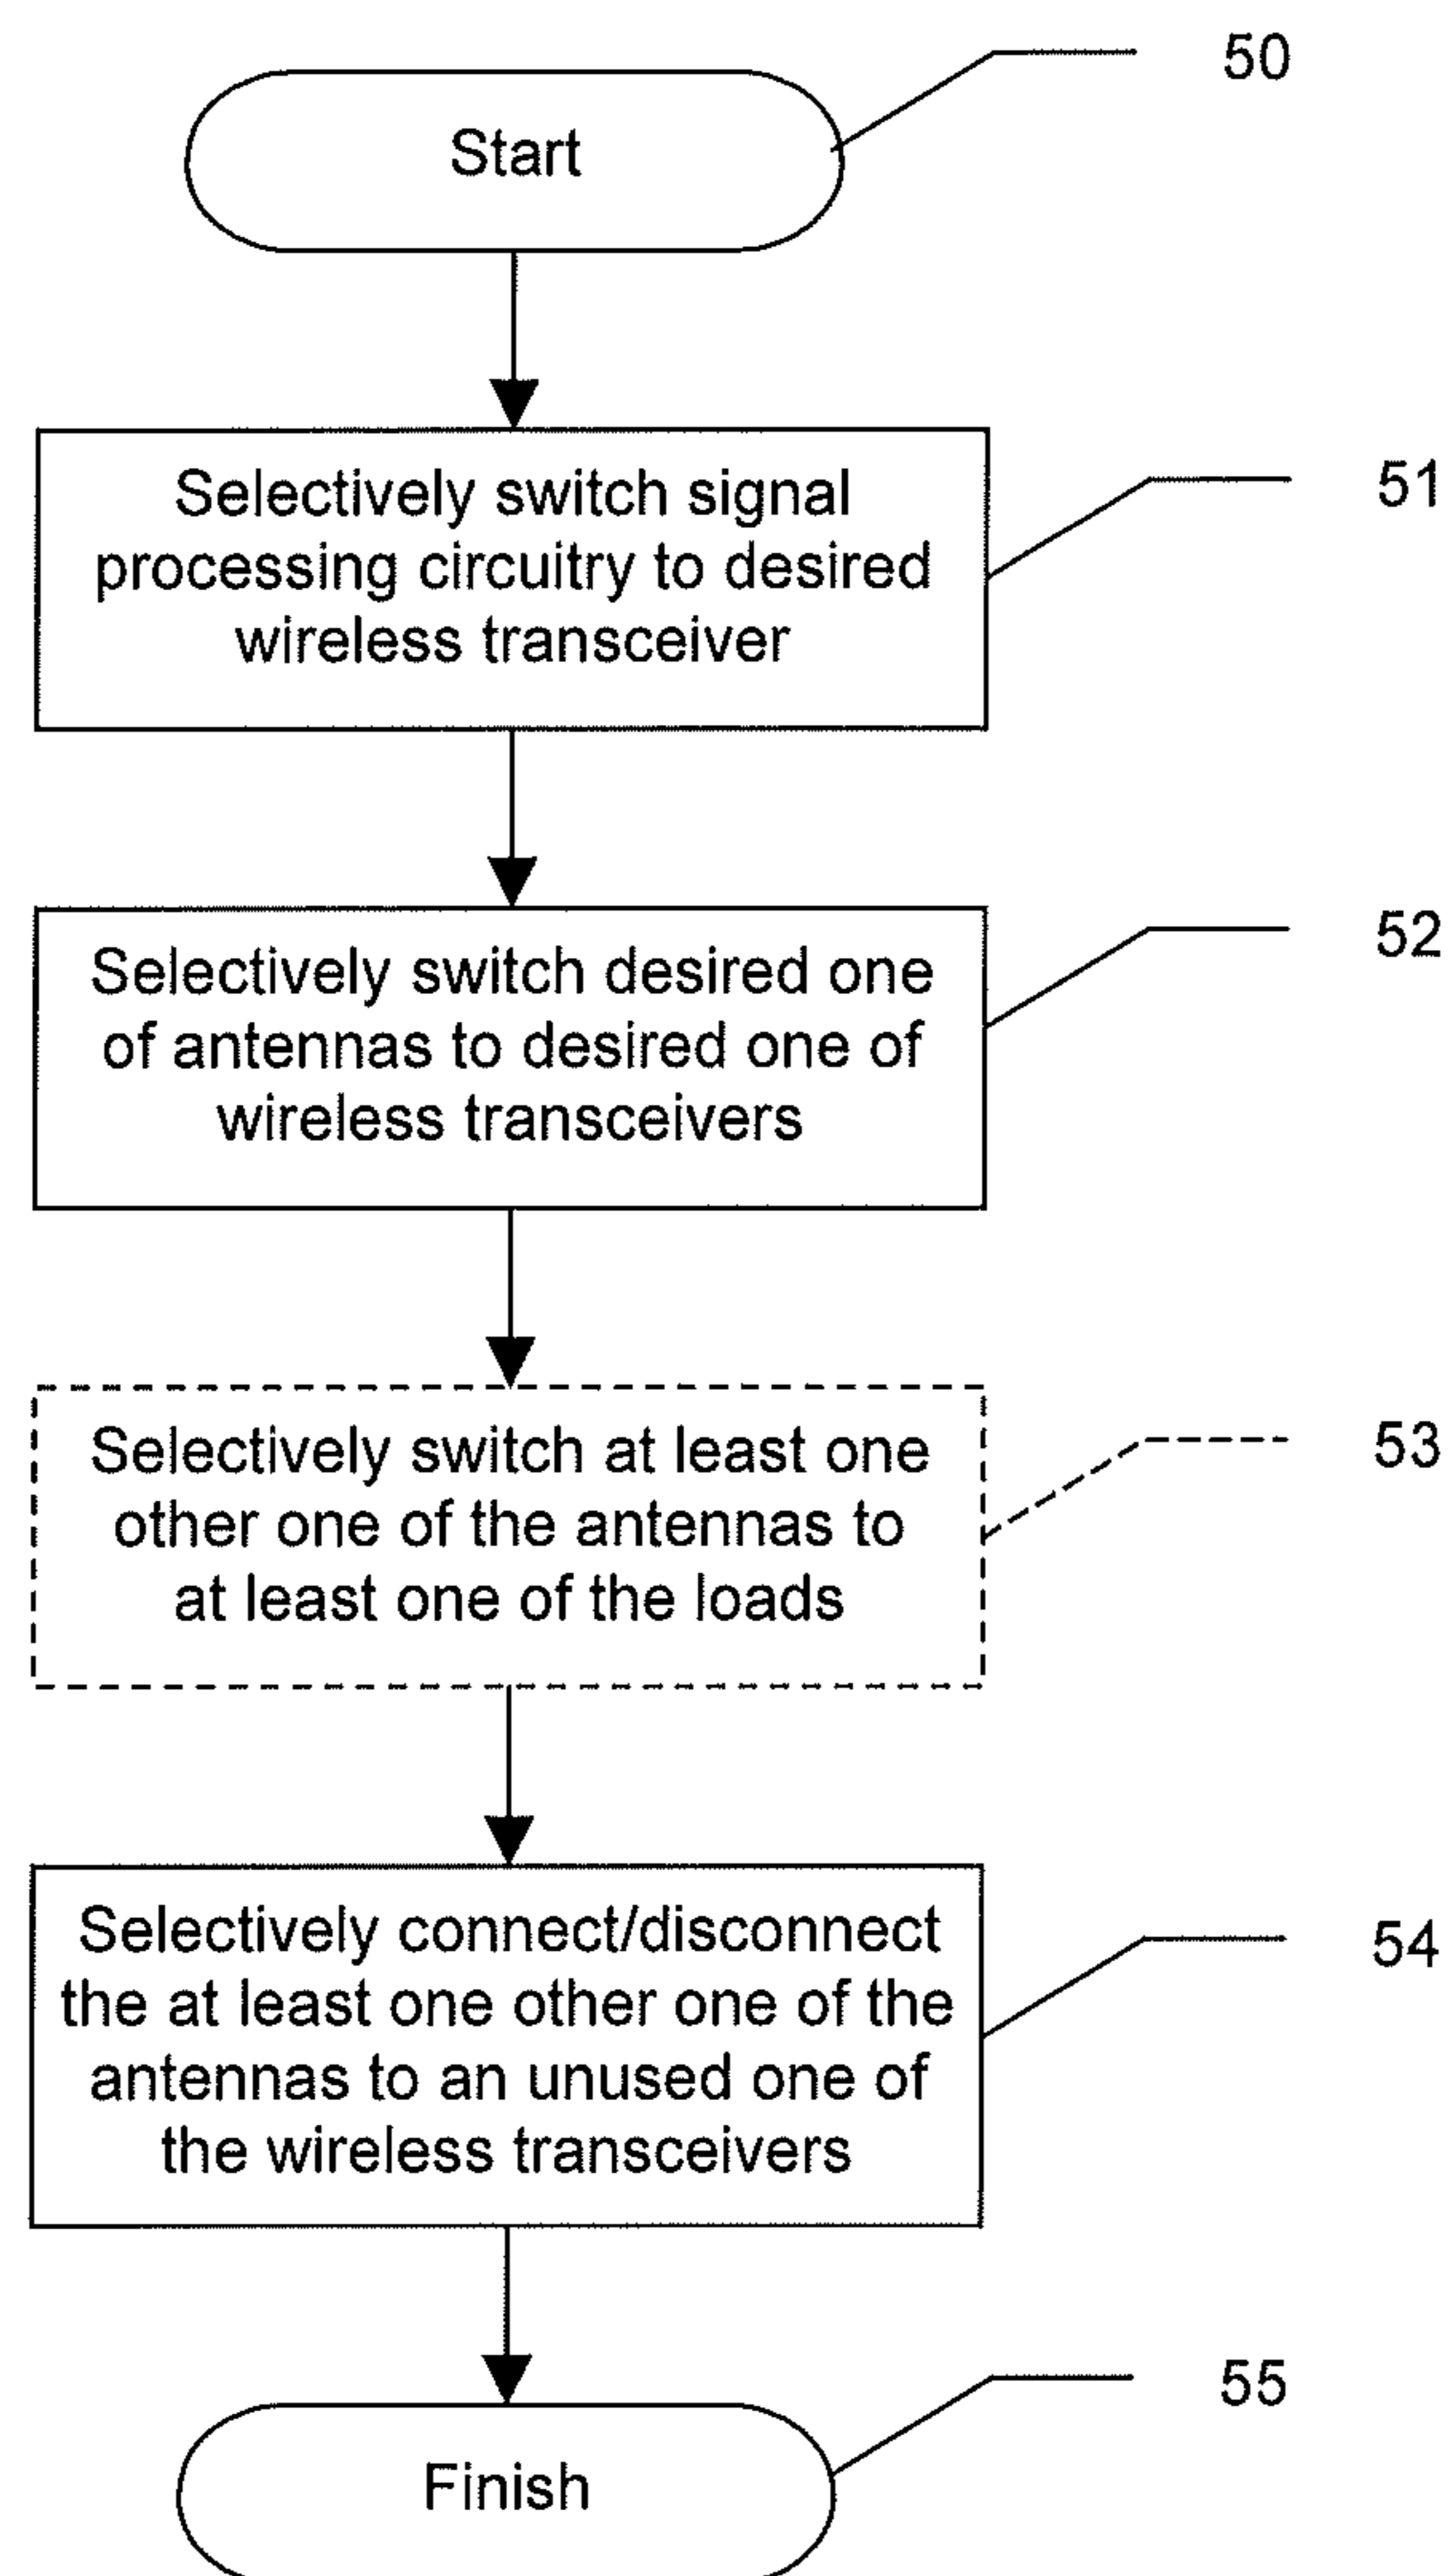 50
Start
51
Selectively switch signal
processing circuitry to desired
wireless transceiver
52
Selectively switch desired one
of antennas to desired one of
wireless transceivers
53
Selectively switch at least one
other one of the antennas to
at least one of the loads
54
Selectively connect/disconnect
the at least one other one of the
antennas to an unused one of
the wireless transceivers
55
Finish